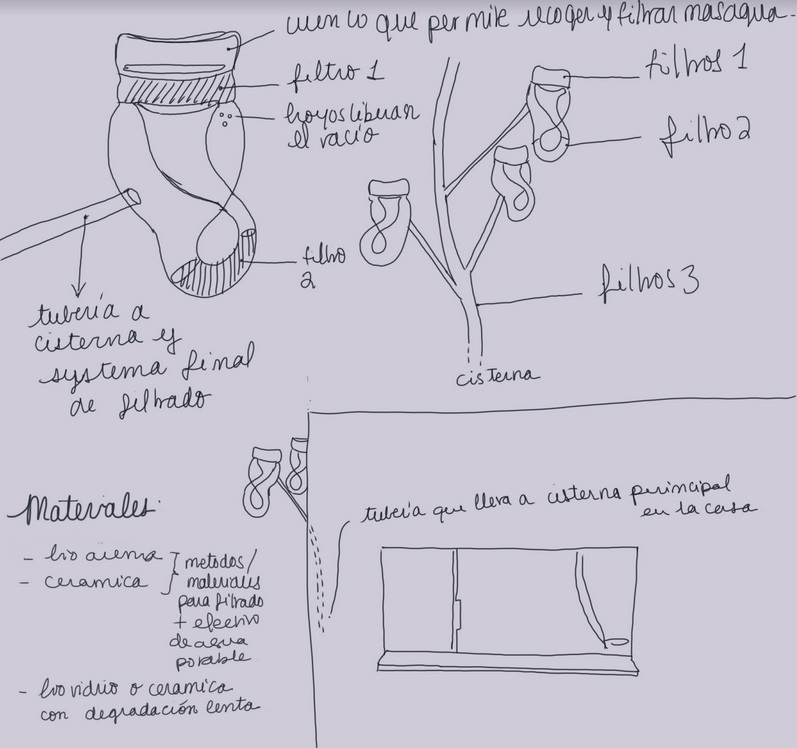 cuenco que permite recoger y filtrar mas agua.
filtro 1
hoyos liberan
el vacío
filtro
2
tubería a
cisterna y
systema final
de filtrado
filtros 1
filtro 2
filtros 3
cisterna
Materiales:
- bio arena
- ceramica
metodos/
materiales
para filtrado
+ efectivo
de agua
potable
- bio vidrio o ceramica
con degradación lenta
tubería que lleva a cisterna principal
en la casa